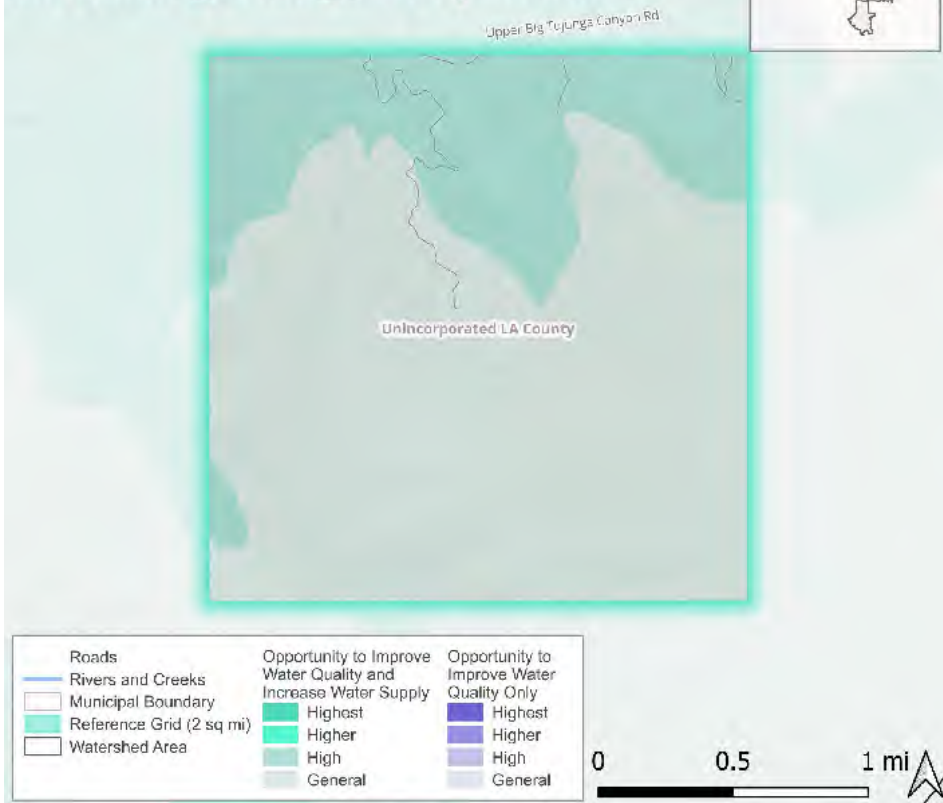 Upper Big Tujunga Canyon Rd
Unincorporated LA County
Roads
Rivers and Creeks
Municipal Boundary
Reference Grid (2 sq mi)
Watershed Area
Opportunity to Improve
Water Quality and
Increase Water Supply
Highest
Higher
High
General
Opportunity to
Improve Water
Quality Only
Highest
Higher
High
General
0 0.5 1 mi